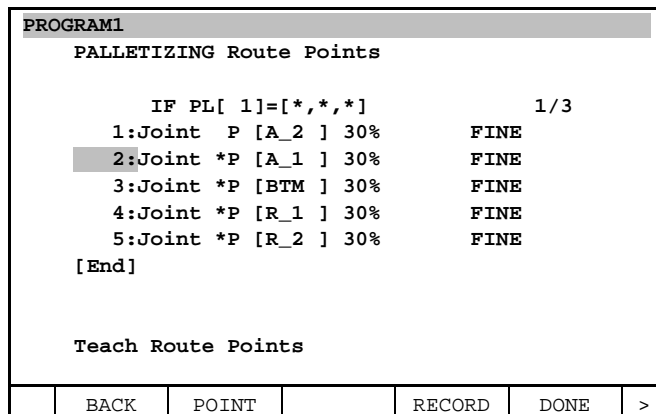 PROGRAM1
PALLETIZING Route Points
IF PL[ 1]=[*,*,*] 1/3
1:Joint P [A_2 ] 30% FINE
2:Joint *P [A_1 ] 30% FINE
3:Joint *P [BTM ] 30% FINE
4:Joint *P [R_1 ] 30% FINE
5:Joint *P [R_2 ] 30% FINE
[End]
Teach Route Points
BACK POINT RECORD DONE >